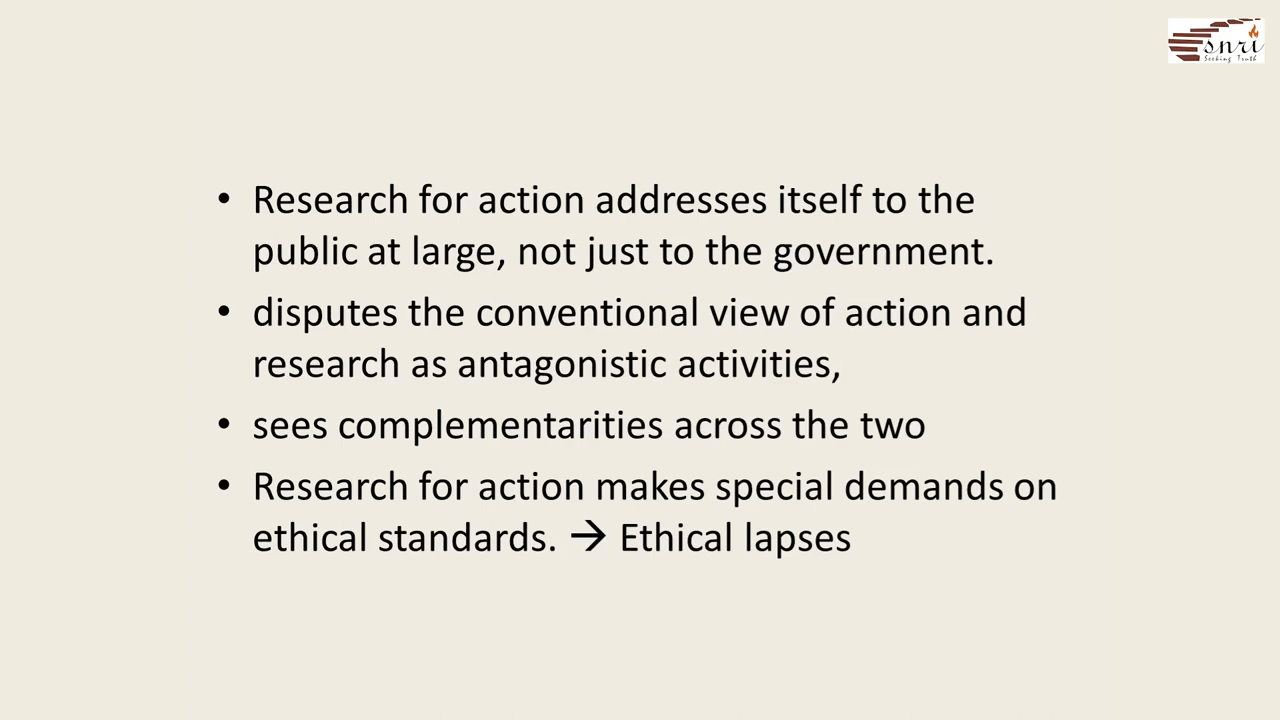 snri
Seeking Truth
• Research for action addresses itself to the
public at large, not just to the government.
• disputes the conventional view of action and
research as antagonistic activities,
• sees complementarities across the two
• Research for action makes special demands on
ethical standards. → Ethical lapses